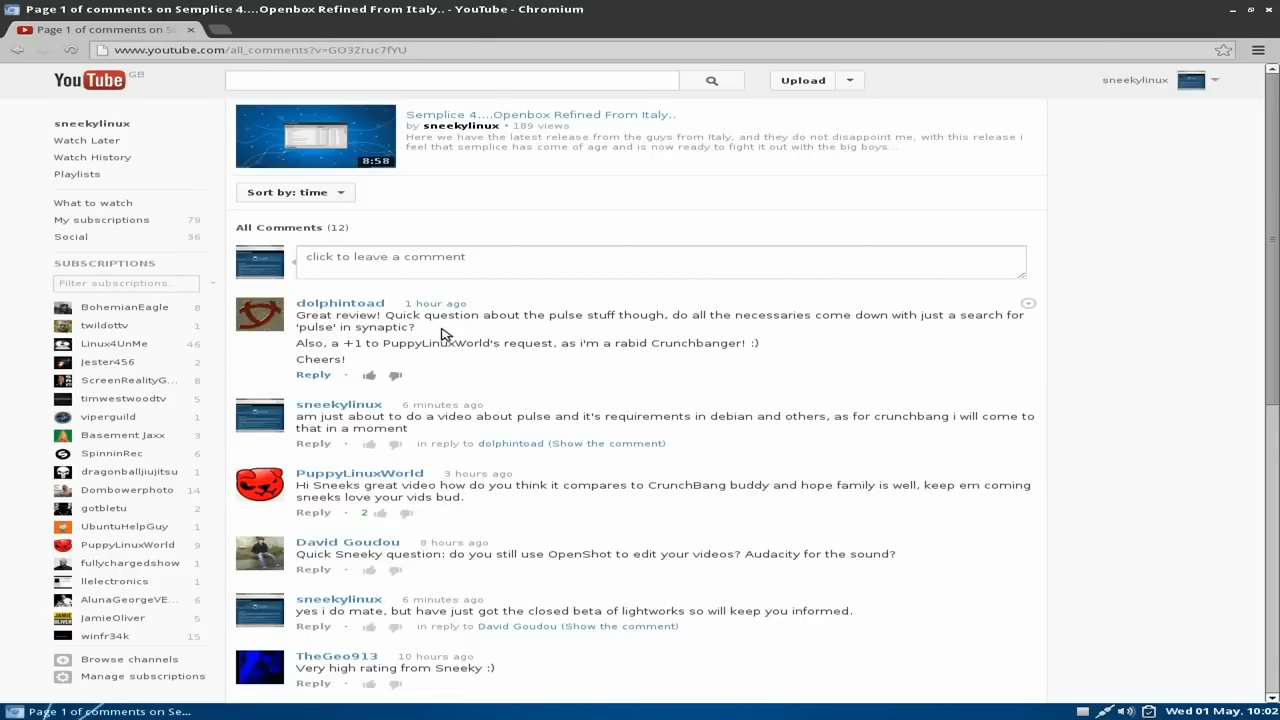 Page 1 of comments on Semplice 4....Openbox Refined From Italy.. - YouTube - Chromium
Page 1 of comments on S
www.youtube.com/all_comments?v=GO3Zruc7fYU
YouTube GB
Upload
sneekylinux
sneekylinux
Watch Later
Watch History
Playlists
What to watch
My subscriptions 79
Social 36
SUBSCRIPTIONS
Filter subscriptions..
BohemianEagle 8
twildottv 1
Linux4UnMe 46
Jester456 2
ScreenRealityG... 8
timwestwoodtv 5
viperguild 1
Basement Jaxx 3
SpinninRec 6
dragonballjiujitsu 1
Dombowerphoto 14
gotbletu 5
UbuntuHelpGuy 1
PuppyLinuxWorld 9
fullychargedshow 1
llelectronics 1
AlunaGeorgeVE... 6
JamieOliver 5
winfr34k 15
Browse channels
Manage subscriptions
8:58
Semplice 4....Openbox Refined From Italy..
by sneekylinux • 189 views
Here we have the latest release from the guys from Italy, and they do not disappoint me, with this release i
feel that semplice has come of age and is now ready to fight it out with the big boys...
Sort by: time
All Comments (12)
click to leave a comment
dolphintoad 1 hour ago
Great review! Quick question about the pulse stuff though, do all the necessaries come down with just a search for
'pulse' in synaptic?
Also, a +1 to PuppyLinuxWorld's request, as i'm a rabid Crunchbanger! :)
Cheers!
Reply ·
sneekylinux 6 minutes ago
am just about to do a video about pulse and it's requirements in debian and others, as for crunchbang i will come to
that in a moment
Reply · in reply to dolphintoad (Show the comment)
PuppyLinuxWorld 3 hours ago
Hi Sneeks great video how do you think it compares to CrunchBang buddy and hope family is well, keep em coming
sneeks love your vids bud.
Reply · 2
David Goudou 8 hours ago
Quick Sneeky question: do you still use OpenShot to edit your videos? Audacity for the sound?
Reply ·
sneekylinux 6 minutes ago
yes i do mate, but have just got the closed beta of lightworks so will keep you informed.
Reply · in reply to David Goudou (Show the comment)
TheGeo913 10 hours ago
Very high rating from Sneeky :)
Reply ·
Page 1 of comments on Se...
Wed 01 May, 10:02